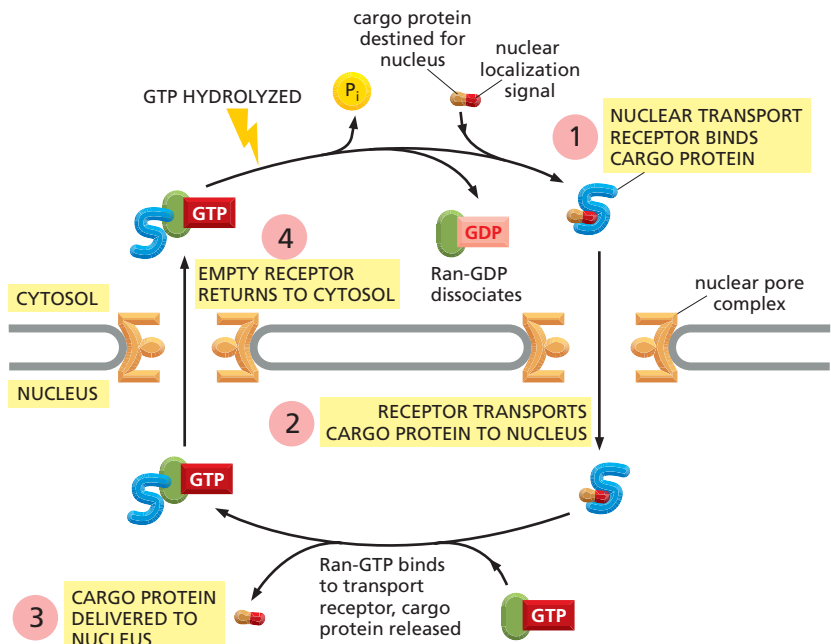 cargo protein
destined for
nucleus
nuclear
localization
signal
GTP HYDROLYZED
Pi
1
NUCLEAR TRANSPORT
RECEPTOR BINDS
CARGO PROTEIN
GTP
GDP
4
EMPTY RECEPTOR
RETURNS TO CYTOSOL
Ran-GDP
dissociates
nuclear pore
complex
CYTOSOL
NUCLEUS
2
RECEPTOR TRANSPORTS
CARGO PROTEIN TO NUCLEUS
GTP
3
CARGO PROTEIN
DELIVERED TO
NUCLEUS
Ran-GTP binds
to transport
receptor, cargo
protein released
GTP